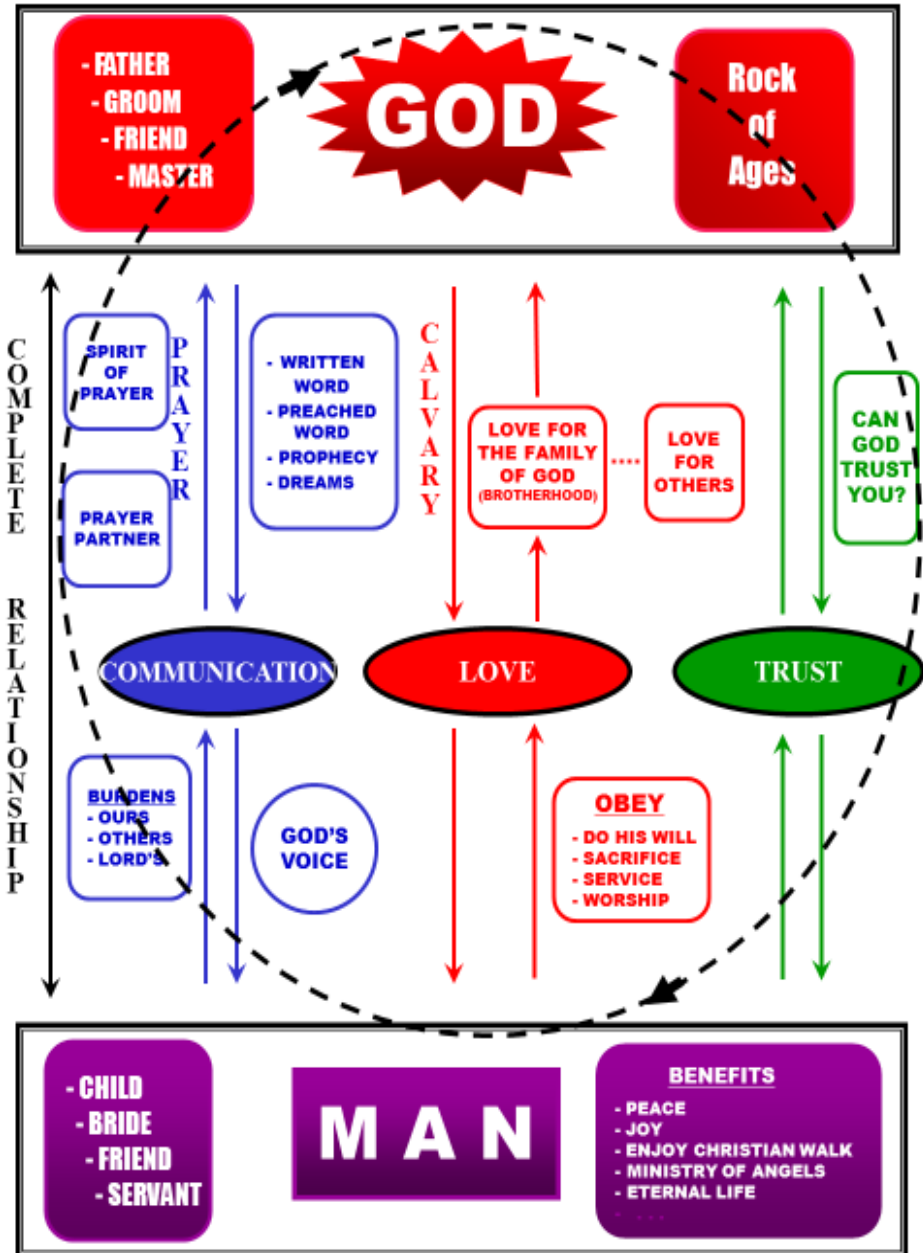 - FATHER
- GROOM
- FRIEND
- MASTER
GOD
Rock
of
Ages
COMPLETE RELATIONSHIP
SPIRIT
OF
PRAYER
PRAYER
PARTNER
PRAYER
- WRITTEN
WORD
- PREACHED
WORD
- PROPHECY
- DREAMS
CALVARY
LOVE FOR
THE FAMILY
OF GOD
(BROTHERHOOD)
....
LOVE
FOR
OTHERS
CAN
GOD
TRUST
YOU?
COMMUNICATION
LOVE
TRUST
BURDENS
- OURS
- OTHERS
- LORD'S
GOD'S
VOICE
OBEY
- DO HIS WILL
- SACRIFICE
- SERVICE
- WORSHIP
- CHILD
- BRIDE
- FRIEND
- SERVANT
MAN
BENEFITS
- PEACE
- JOY
- ENJOY CHRISTIAN WALK
- MINISTRY OF ANGELS
- ETERNAL LIFE
- ...